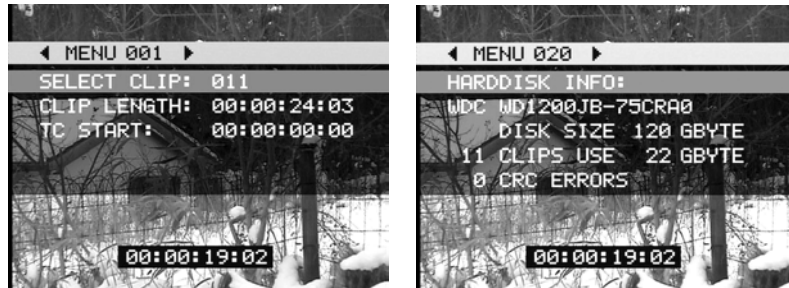 ◀ MENU 001 ▶
SELECT CLIP: 011
CLIP LENGTH: 00:00:24:03
TC START: 00:00:00:00
00:00:19:02
◀ MENU 020 ▶
HARDDISK INFO:
WDC WD1200JB-75CRA0
DISK SIZE 120 GBYTE
11 CLIPS USE 22 GBYTE
0 CRC ERRORS
00:00:19:02